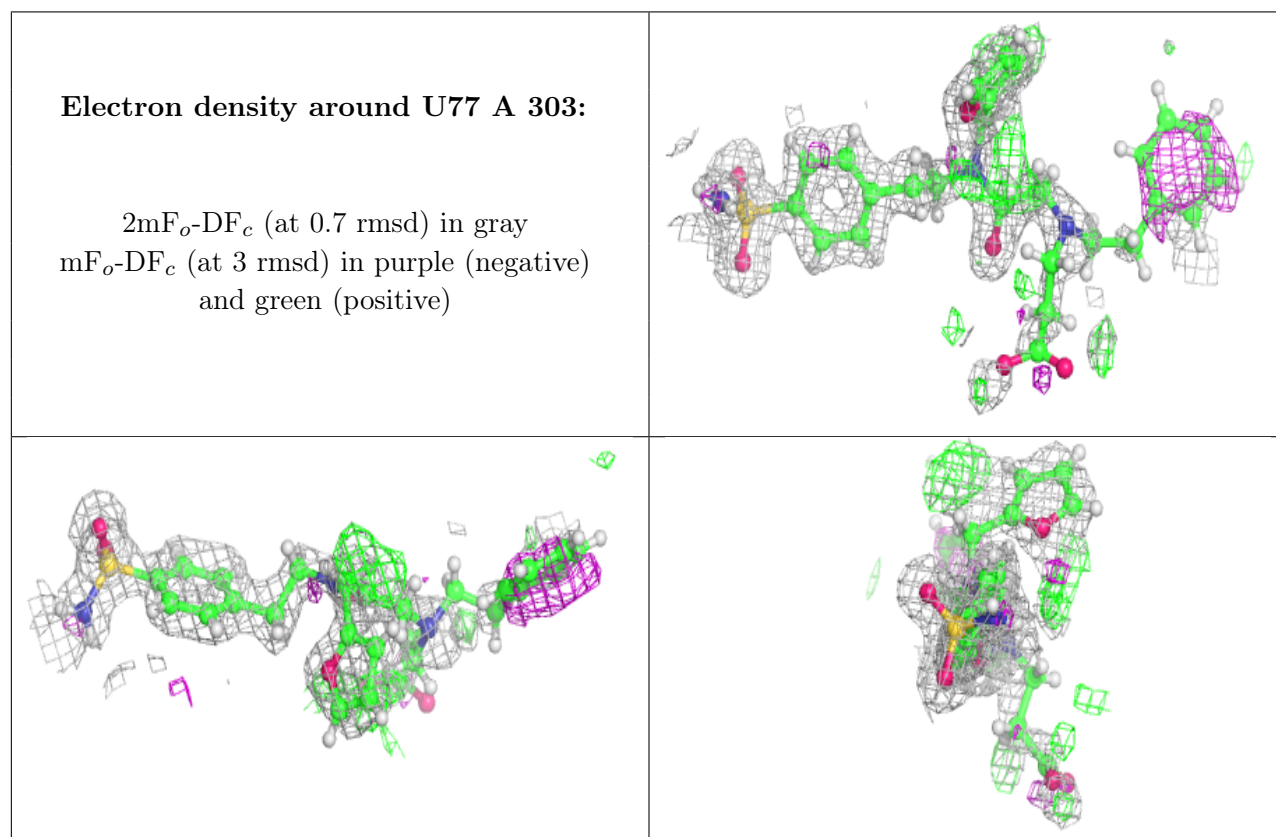 Electron density around U77 A 303:
2mFo-DFc (at 0.7 rmsd) in gray
mFo-DFc (at 3 rmsd) in purple (negative)
and green (positive)